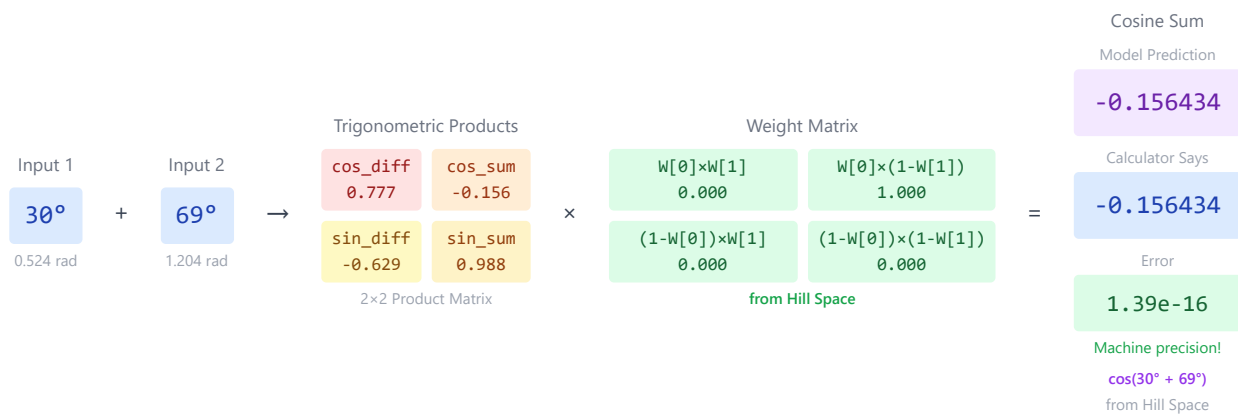 Input 1
30°
0.524 rad
+
Input 2
69°
1.204 rad
→
Trigonometric Products
cos_diff
0.777
cos_sum
-0.156
sin_diff
-0.629
sin_sum
0.988
2×2 Product Matrix
×
Weight Matrix
W[0]×W[1]
0.000
W[0]×(1-W[1])
1.000
(1-W[0])×W[1]
0.000
(1-W[0])×(1-W[1])
0.000
from Hill Space
=
Cosine Sum
Model Prediction
-0.156434
Calculator Says
-0.156434
Error
1.39e-16
Machine precision!
cos(30° + 69°)
from Hill Space